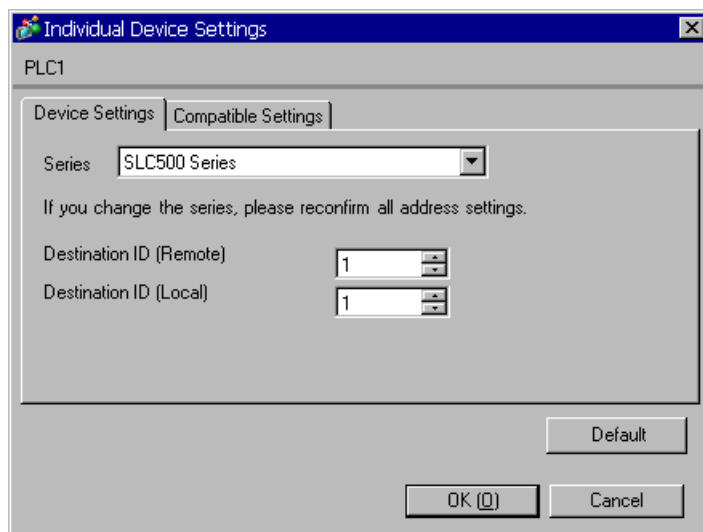 Individual Device Settings
PLC1
Device Settings Compatible Settings
Series SLC500 Series
If you change the series, please reconfirm all address settings.
Destination ID (Remote) 1
Destination ID (Local) 1
Default
OK (O) Cancel